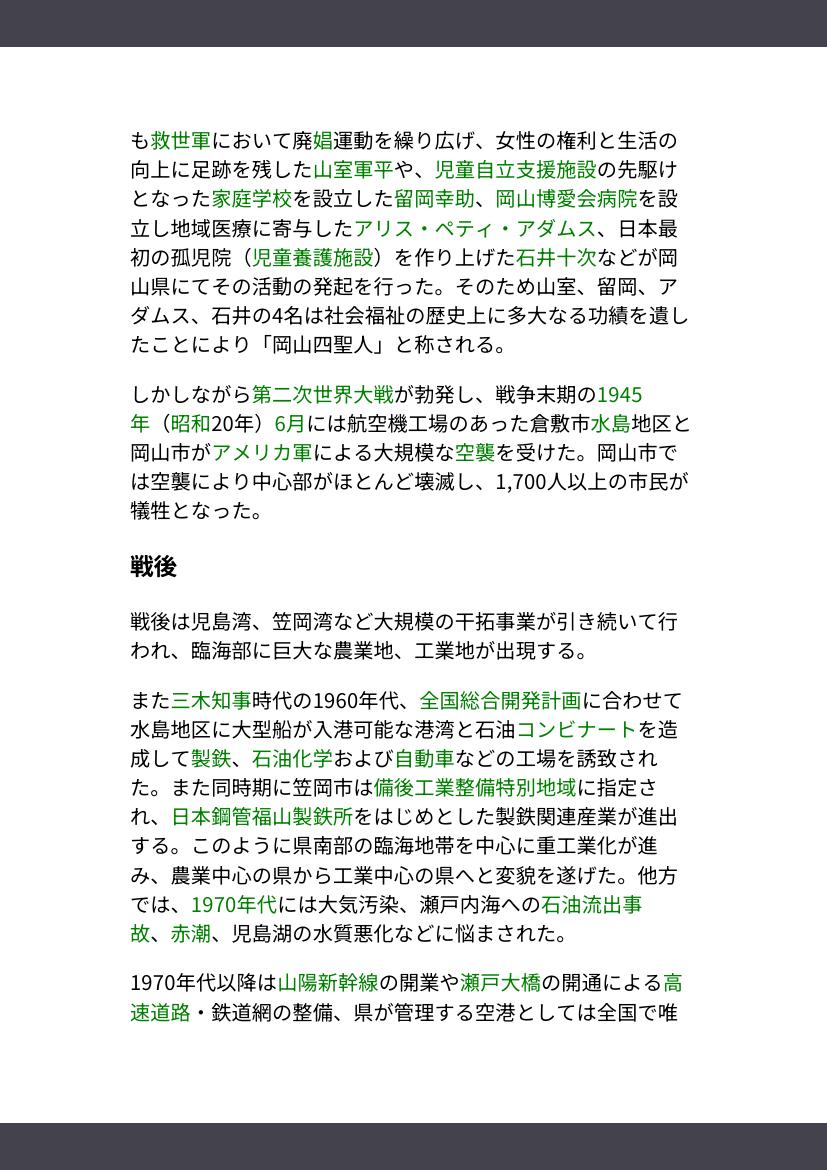 も救世軍において廃娼運動を繰り広げ、女性の権利と生活の
向上に足跡を残した山室軍平や、児童自立支援施設の先駆け
となった家庭学校を設立した留岡幸助、岡山博愛会病院を設
立し地域医療に寄与したアリス・ペティ・アダムス、日本最
初の孤児院（児童養護施設）を作り上げた石井十次などが岡
山県にてその活動の発起を行った。そのため山室、留岡、ア
ダムス、石井の4名は社会福祉の歴史上に多大なる功績を遺し
たことにより「岡山四聖人」と称される。
しかしながら第二次世界大戦が勃発し、戦争末期の1945
年（昭和20年）6月には航空機工場のあった倉敷市水島地区と
岡山市がアメリカ軍による大規模な空襲を受けた。岡山市で
は空襲により中心部がほとんど壊滅し、1,700人以上の市民が
犠牲となった。
戦後
戦後は児島湾、笠岡湾など大規模の干拓事業が引き続いて行
われ、臨海部に巨大な農業地、工業地が出現する。
また三木知事時代の1960年代、全国総合開発計画に合わせて
水島地区に大型船が入港可能な港湾と石油コンビナートを造
成して製鉄、石油化学および自動車などの工場を誘致され
た。また同時期に笠岡市は備後工業整備特別地域に指定さ
れ、日本鋼管福山製鉄所をはじめとした製鉄関連産業が進出
する。このように県南部の臨海地帯を中心に重工業化が進
み、農業中心の県から工業中心の県へと変貌を遂げた。他方
では、1970年代には大気汚染、瀬戸内海への石油流出事
故、赤潮、児島湖の水質悪化などに悩まされた。
1970年代以降は山陽新幹線の開業や瀬戸大橋の開通による高
速道路・鉄道網の整備、県が管理する空港としては全国で唯